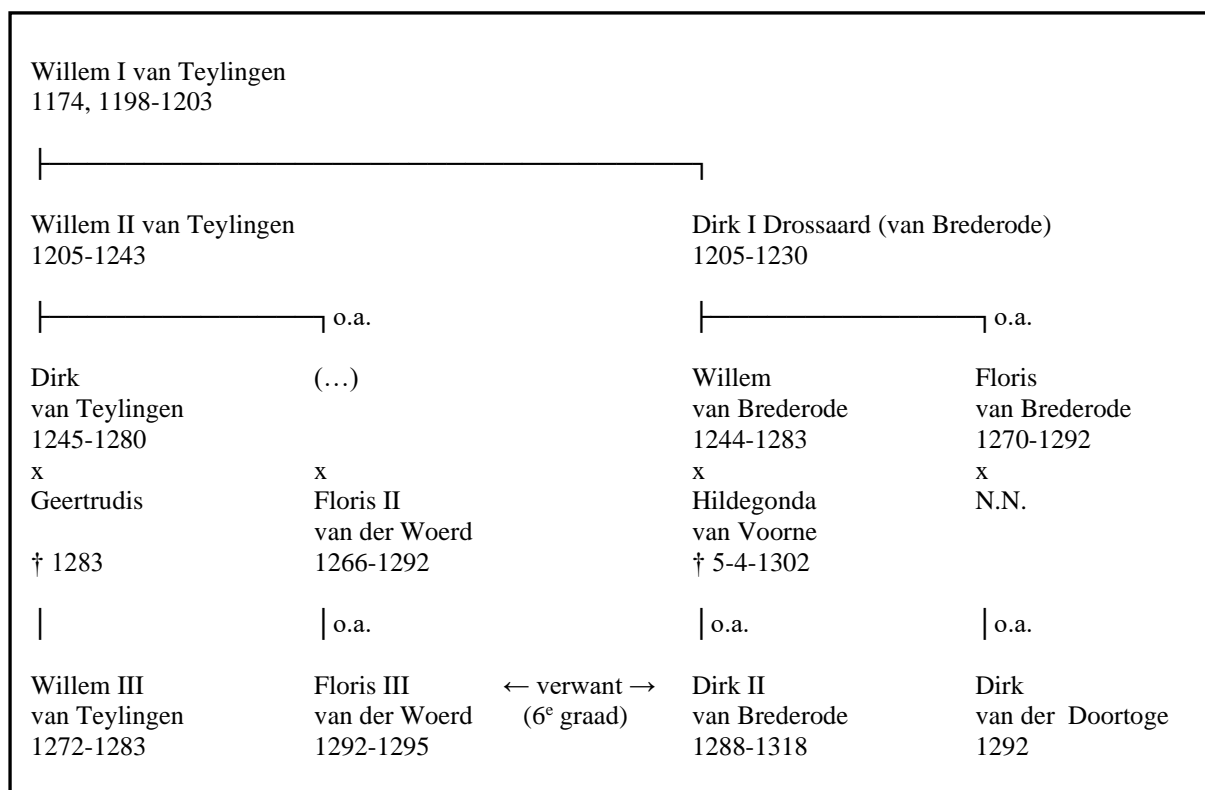 Willem I van Teylingen
1174, 1198-1203
Willem II van Teylingen Dirk I Drossaard (van Brederode)
1205-1243 1205-1230
o.a. o.a.
Dirk (…) Willem Floris
van Teylingen van Brederode van Brederode
1245-1280 1244-1283 1270-1292
x x x x
Geertrudis Floris II Hildegonda N.N.
van der Woerd van Voorne
† 1283 1266-1292 † 5-4-1302
o.a. o.a. o.a.
Willem III Floris III ← verwant → Dirk II Dirk
van Teylingen van der Woerd (6e graad) van Brederode van der Doortoge
1272-1283 1292-1295 1288-1318 1292